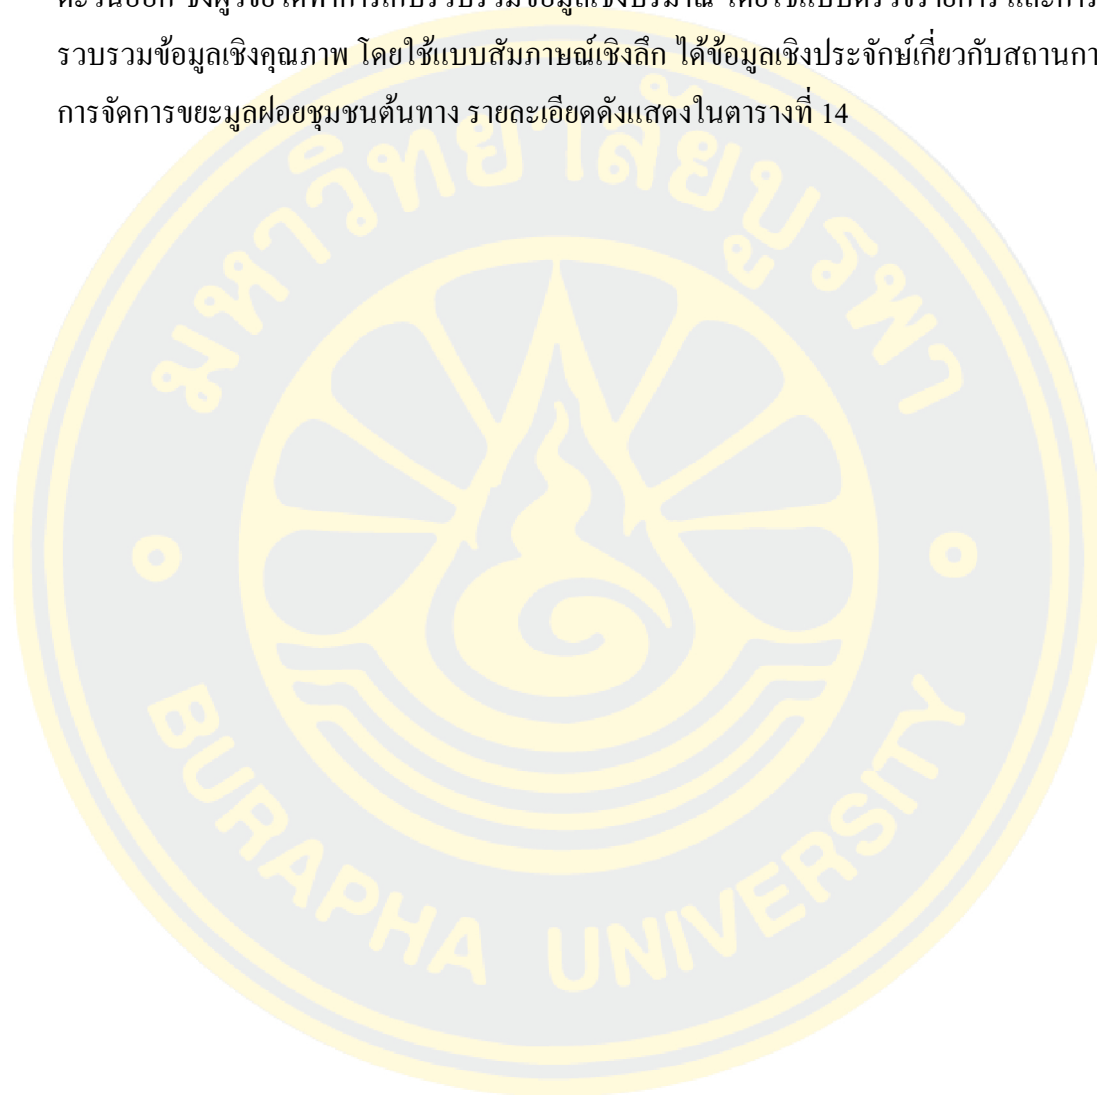 รวบรวมข้อมูลเชิงคุณภาพ โดยใช้แบบสัมภาษณ์เชิงลึก ได้ข้อมูลเชิงประจักษ์เกี่ยวกับสถานกา
การจัดการขยะมูลฝอยชุมชนต้นทาง รายละเอียดดังแสดงในตารางที่ 14
มหาวิทยาลัยบูรพา
BURAPHA UNIVERSITY